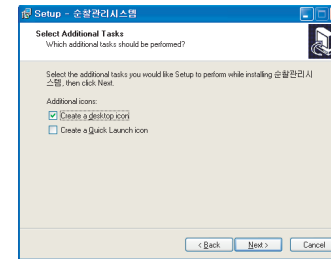 Setup - 순찰관리시스템
Select Additional Tasks
Which additional tasks should be performed?
Select the additional tasks you would like Setup to perform while installing 순찰관리시
스템, then click Next.
Additional icons:
Create a desktop icon
Create a Quick Launch icon
< Back
Next >
Cancel